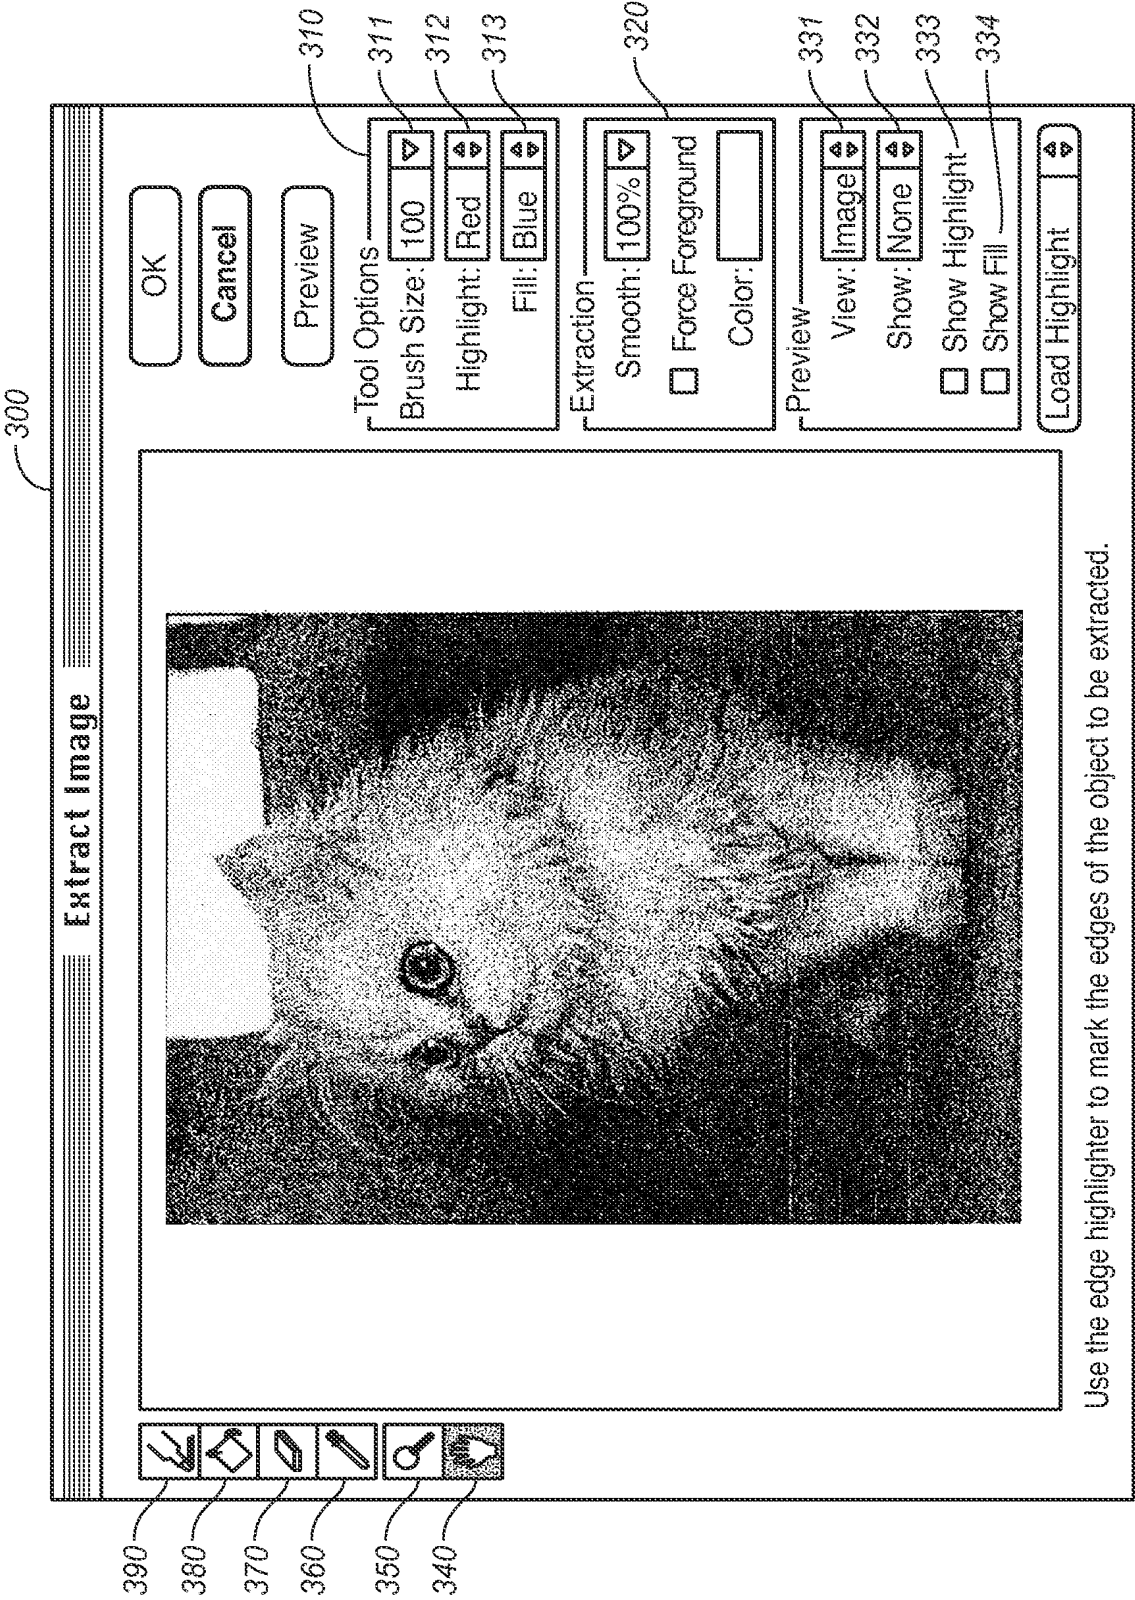 300
Extract Image
390
380
370
360
350
340
OK
Cancel
Preview
310
Tool Options
Brush Size: 100
311
Highlight: Red
312
Fill: Blue
313
Extraction
320
Smooth: 100%
Force Foreground
Color:
Preview
View: Image
331
Show: None
332
Show Highlight
333
Show Fill
334
Load Highlight
Use the edge highlighter to mark the edges of the object to be extracted.